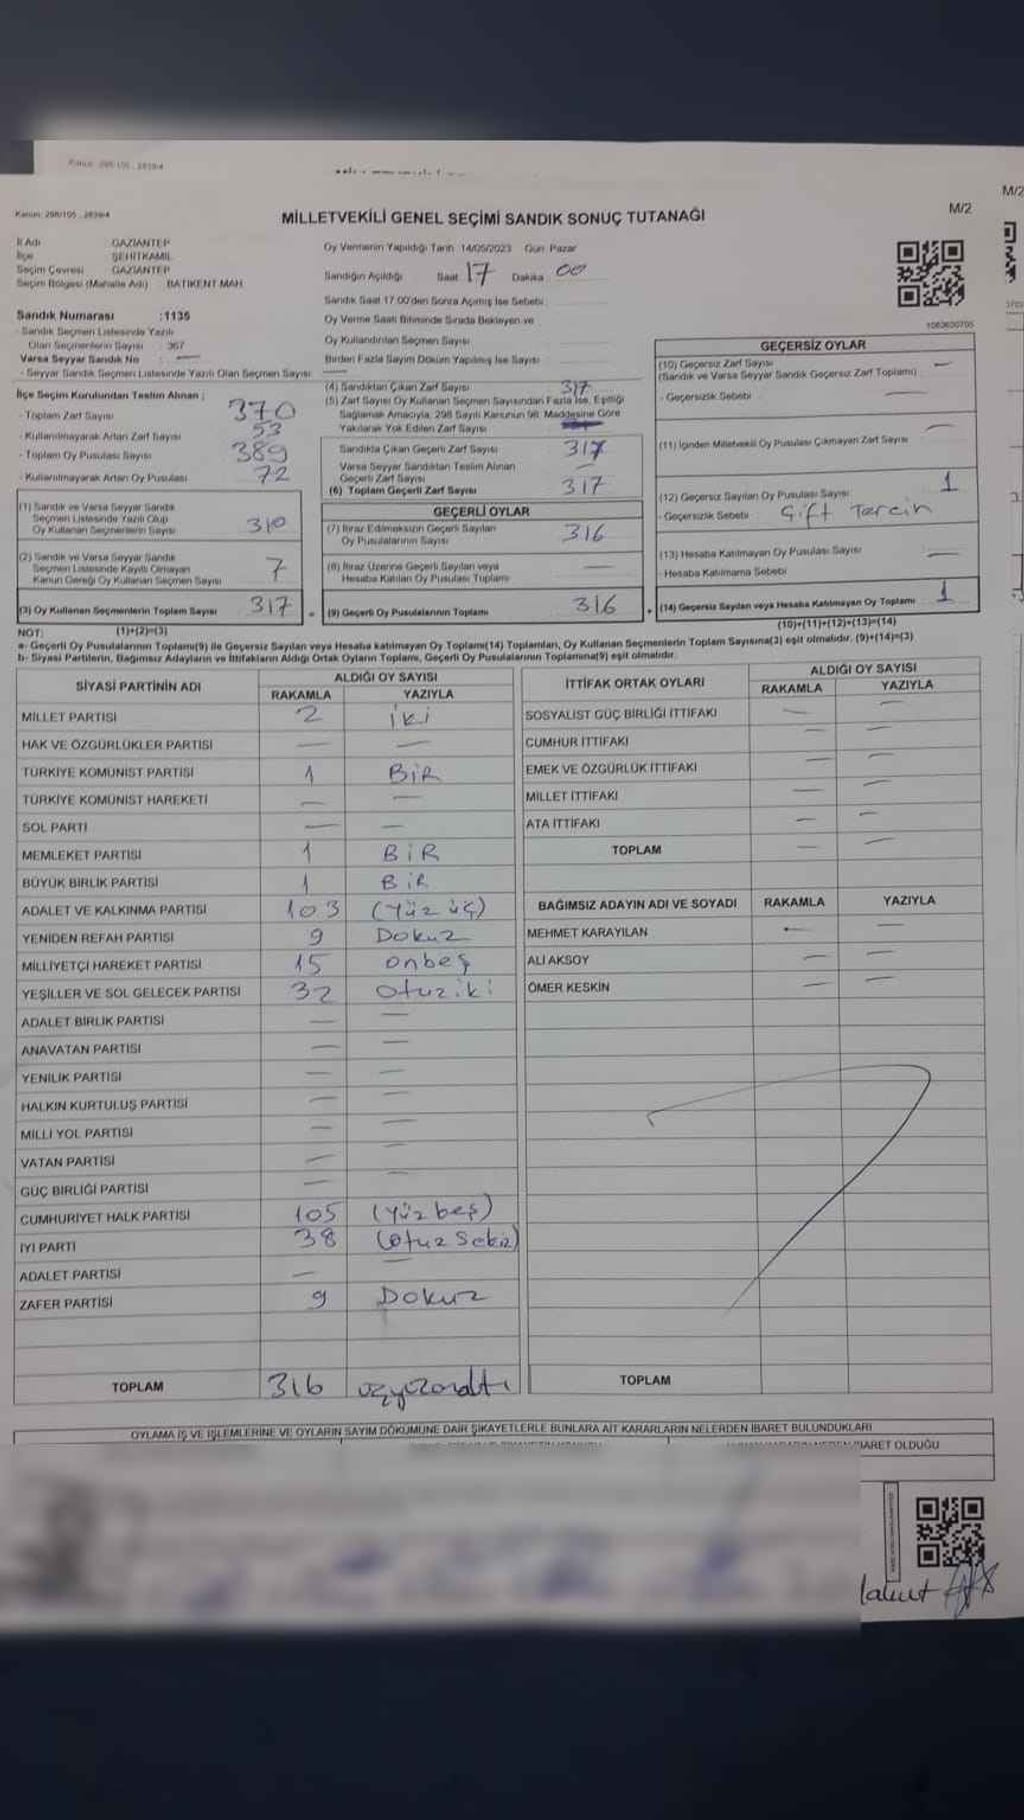 Kanun: 298/105 , 2839/4
M/2
MİLLETVEKİLİ GENEL SEÇİMİ SANDIK SONUÇ TUTANAĞI
M/2
Kanun: 298/105 , 2839/4
İl Adı GAZİANTEP
İlçe ŞEHİTKAMİL
Seçim Çevresi GAZİANTEP
Seçim Bölgesi (Mahalle Adı) BATIKENT MAH.
Oy Vermenin Yapıldığı Tarih 14/05/2023 Gün Pazar
Sandığın Açıldığı Saat 17 Dakika 00
Sandık Saat 17:00'den Sonra Açılmış İse Sebebi
Oy Verme Saati Bitiminde Sırada Bekleyen ve
Oy Kullandırılan Seçmen Sayısı
Birden Fazla Sayım Döküm Yapılmış İse Sayısı
1063630705
Sandık Numarası :1135
- Sandık Seçmen Listesinde Yazılı
Olan Seçmenlerin Sayısı : 367
Varsa Seyyar Sandık No : —
- Seyyar Sandık Seçmen Listesinde Yazılı Olan Seçmen Sayısı —
İlçe Seçim Kurulundan Teslim Alınan ;
- Toplam Zarf Sayısı 370
- Kullanılmayarak Artan Zarf Sayısı 53
- Toplam Oy Pusulası Sayısı 389
- Kullanılmayarak Artan Oy Pusulası 72
(4) Sandıktan Çıkan Zarf Sayısı 317
(5) Zarf Sayısı Oy Kullanan Seçmen Sayısından Fazla İse, Eşitliği
Sağlamak Amacıyla, 298 Sayılı Kanunun 98. Maddesine Göre
Yakılarak Yok Edilen Zarf Sayısı
Sandıkta Çıkan Geçerli Zarf Sayısı 317
Varsa Seyyar Sandıktan Teslim Alınan
Geçerli Zarf Sayısı —
(6) Toplam Geçerli Zarf Sayısı 317
GEÇERSİZ OYLAR
(10) Geçersiz Zarf Sayısı —
(Sandık ve Varsa Seyyar Sandık Geçersiz Zarf Toplamı)
- Geçersizlik Sebebi —
(11) İçinden Milletvekili Oy Pusulası Çıkmayan Zarf Sayısı —
(12) Geçersiz Sayılan Oy Pusulası Sayısı 1
- Geçersizlik Sebebi Çift Tercih
(13) Hesaba Katılmayan Oy Pusulası Sayısı —
Hesaba Katılmama Sebebi
(14) Geçersiz Sayılan veya Hesaba Katılmayan Oy Toplamı 1
(10)+(11)+(12)+(13)=(14)
(1) Sandık ve Varsa Seyyar Sandık
Seçmen Listesinde Yazılı Olup
Oy Kullanan Seçmenlerin Sayısı 310
(2) Sandık ve Varsa Seyyar Sandık
Seçmen Listesinde Kayıtlı Olmayan
Kanun Gereği Oy Kullanan Seçmen Sayısı 7
(3) Oy Kullanan Seçmenlerin Toplam Sayısı 317
(1)+(2)=(3)
GEÇERLİ OYLAR
(7) İtiraz Edilmeksizin Geçerli Sayılan
Oy Pusulalarının Sayısı 316
(8) İtiraz Üzerine Geçerli Sayılan veya
Hesaba Katılan Oy Pusulası Toplamı —
(9) Geçerli Oy Pusulalarının Toplamı 316
NOT:
a- Geçerli Oy Pusulalarının Toplamı(9) ile Geçersiz Sayılan veya Hesaba katılmayan Oy Toplamı(14) Toplamları, Oy Kullanan Seçmenlerin Toplam Sayısına(3) eşit olmalıdır. (9)+(14)=(3)
b- Siyasi Partilerin, Bağımsız Adayların ve İttifakların Aldığı Ortak Oyların Toplamı, Geçerli Oy Pusulalarının Toplamına(9) eşit olmalıdır.
SİYASİ PARTİNİN ADI ALDIĞI OY SAYISI
RAKAMLA YAZIYLA
MİLLET PARTİSİ 2 iki
HAK VE ÖZGÜRLÜKLER PARTİSİ — —
TÜRKİYE KOMÜNİST PARTİSİ 1 BİR
TÜRKİYE KOMÜNİST HAREKETİ — —
SOL PARTİ — —
MEMLEKET PARTİSİ 1 BİR
BÜYÜK BİRLİK PARTİSİ 1 BİR
ADALET VE KALKINMA PARTİSİ 103 (Yüz üç)
YENİDEN REFAH PARTİSİ 9 Dokuz
MİLLİYETÇİ HAREKET PARTİSİ 15 onbeş
YEŞİLLER VE SOL GELECEK PARTİSİ 32 otuz iki
ADALET BİRLİK PARTİSİ — —
ANAVATAN PARTİSİ — —
YENİLİK PARTİSİ — —
HALKIN KURTULUŞ PARTİSİ — —
MİLLİ YOL PARTİSİ — —
VATAN PARTİSİ — —
GÜÇ BİRLİĞİ PARTİSİ — —
CUMHURİYET HALK PARTİSİ 105 (Yüz beş)
İYİ PARTİ 38 (Otuz Sekiz)
ADALET PARTİSİ — —
ZAFER PARTİSİ 9 Dokuz
TOPLAM 316 üçyüzonaltı
İTTİFAK ORTAK OYLARI ALDIĞI OY SAYISI
RAKAMLA YAZIYLA
SOSYALİST GÜÇ BİRLİĞİ İTTİFAKI — —
CUMHUR İTTİFAKI — —
EMEK VE ÖZGÜRLÜK İTTİFAKI — —
MİLLET İTTİFAKI — —
ATA İTTİFAKI — —
TOPLAM — —
BAĞIMSIZ ADAYIN ADI VE SOYADI RAKAMLA YAZIYLA
MEHMET KARAYILAN — —
ALİ AKSOY — —
ÖMER KESKİN — —
TOPLAM
OYLAMA İŞ VE İŞLEMLERİNE VE OYLARIN SAYIM DÖKÜMÜNE DAİR ŞİKAYETLERLE BUNLARA AİT KARARLARIN NELERDEN İBARET BULUNDUKLARI
İBARET OLDUĞU